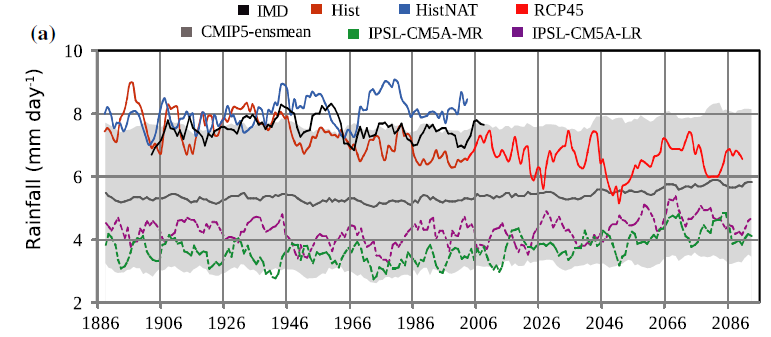 IMD Hist HistNAT RCP45
(a) CMIP5-ensmean IPSL-CM5A-MR IPSL-CM5A-LR
10
8
6
4
2
Rainfall (mm day-1)
1886 1906 1926 1946 1966 1986 2006 2026 2046 2066 2086